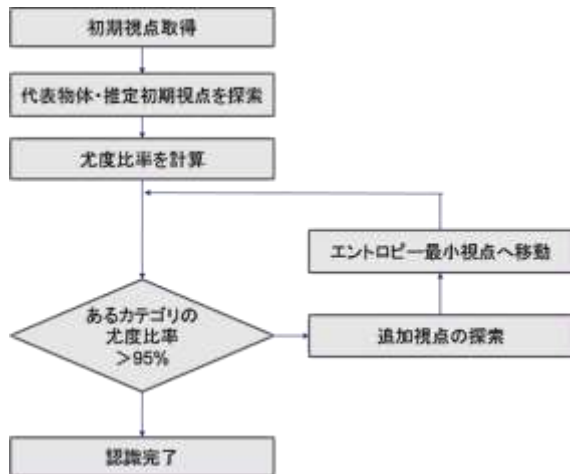 初期視点取得
代表物体・推定初期視点を探索
尤度比率を計算
エントロピー最小視点へ移動
あるカテゴリの
尤度比率
>95%
追加視点の探索
認識完了